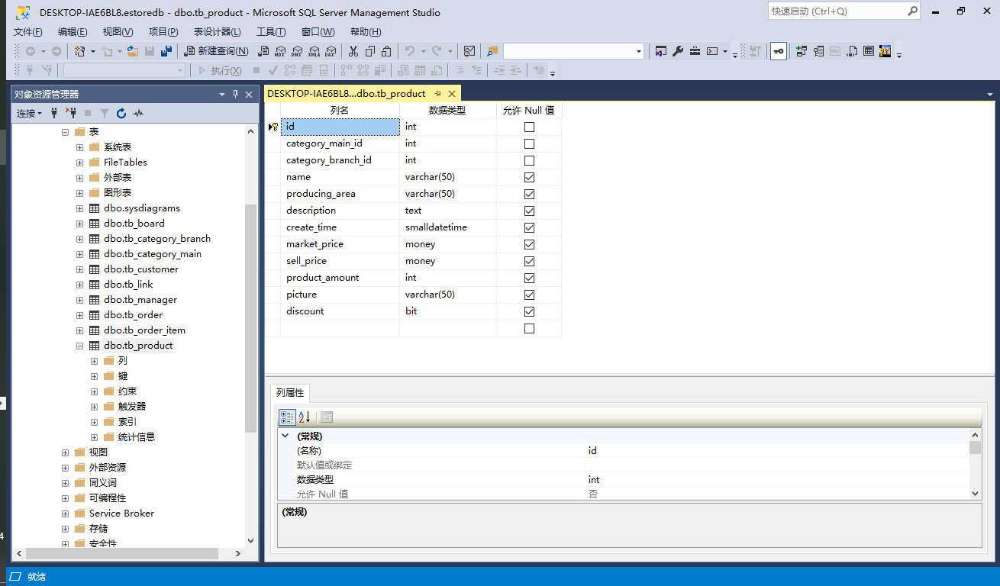 DESKTOP-IAE6BL8.estoredb - dbo.tb_product - Microsoft SQL Server Management Studio
快速启动 (Ctrl+Q)
文件(F) 编辑(E) 视图(V) 项目(P) 表设计器(L) 工具(T) 窗口(W) 帮助(H)
新建查询(N) MDX DMX XMLA DAX
执行(X)
对象资源管理器
连接
表
系统表
FileTables
外部表
图形表
dbo.sysdiagrams
dbo.tb_board
dbo.tb_category_branch
dbo.tb_category_main
dbo.tb_customer
dbo.tb_link
dbo.tb_manager
dbo.tb_order
dbo.tb_order_item
dbo.tb_product
列
键
约束
触发器
索引
统计信息
视图
外部资源
同义词
可编程性
Service Broker
存储
安全性
DESKTOP-IAE6BL8...dbo.tb_product
列名 数据类型 允许 Null 值
id int
category_main_id int
category_branch_id int
name varchar(50)
producing_area varchar(50)
description text
create_time smalldatetime
market_price money
sell_price money
product_amount int
picture varchar(50)
discount bit
列属性
(常规)
(名称) id
默认值或绑定
数据类型 int
允许 Null 值 否
(常规)
就绪
4